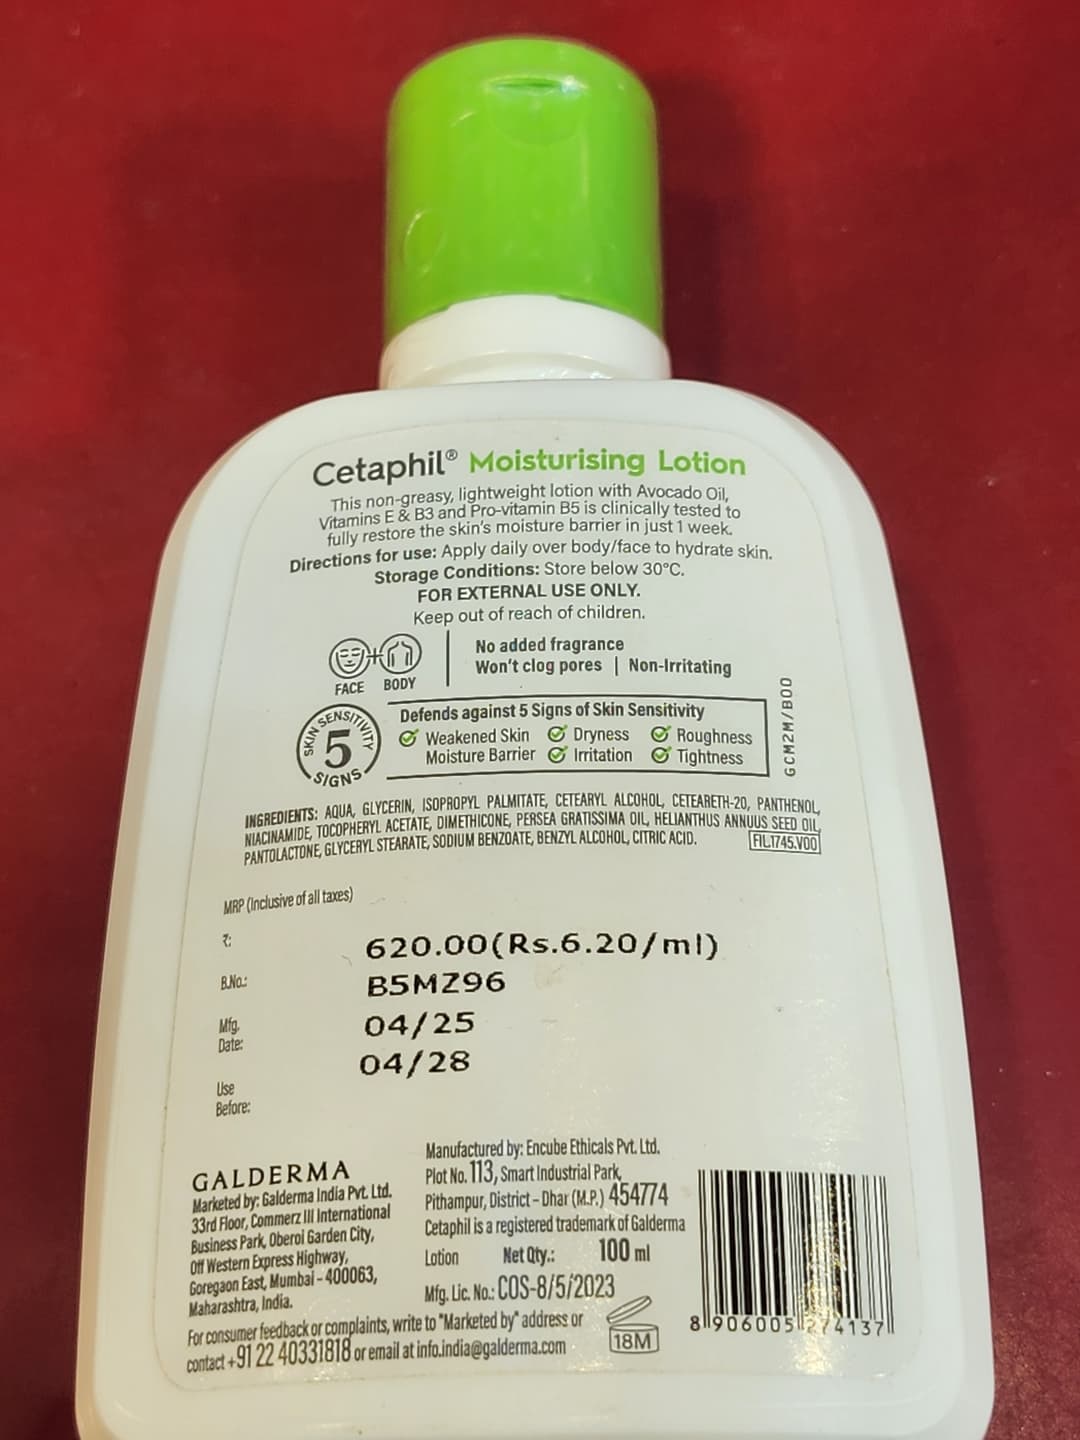 Cetaphil® Moisturising Lotion
This non-greasy, lightweight lotion with Avocado Oil,
Vitamins E & B3 and Pro-vitamin B5 is clinically tested to
fully restore the skin's moisture barrier in just 1 week.
Directions for use: Apply daily over body/face to hydrate skin.
Storage Conditions: Store below 30°C.
FOR EXTERNAL USE ONLY.
Keep out of reach of children.
FACE + BODY
No added fragrance
Won't clog pores | Non-Irritating
SKIN SENSITIVITY
5
SIGNS
Defends against 5 Signs of Skin Sensitivity
Weakened Skin Dryness Roughness
Moisture Barrier Irritation Tightness
GCM2M/B00
INGREDIENTS: AQUA, GLYCERIN, ISOPROPYL PALMITATE, CETEARYL ALCOHOL, CETEARETH-20, PANTHENOL,
NIACINAMIDE, TOCOPHERYL ACETATE, DIMETHICONE, PERSEA GRATISSIMA OIL, HELIANTHUS ANNUUS SEED OIL,
PANTOLACTONE, GLYCERYL STEARATE, SODIUM BENZOATE, BENZYL ALCOHOL, CITRIC ACID.
FIL.1745.V00
MRP (Inclusive of all taxes)
₹: 620.00(Rs.6.20/ml)
B.No.: B5MZ96
Mfg. 04/25
Date:
04/28
Use
Before:
GALDERMA
Marketed by: Galderma India Pvt. Ltd.
33rd Floor, Commerz III International
Business Park, Oberoi Garden City,
Off Western Express Highway,
Goregaon East, Mumbai - 400063,
Maharashtra, India.
Manufactured by: Encube Ethicals Pvt. Ltd.
Plot No. 113, Smart Industrial Park,
Pithampur, District - Dhar (M.P.) 454774
Cetaphil is a registered trademark of Galderma
Lotion Net Qty.: 100 ml
Mfg. Lic. No.: COS-8/5/2023
For consumer feedback or complaints, write to "Marketed by" address or
contact +91 22 40331818 or email at info.india@galderma.com
18M
8 906005 274137